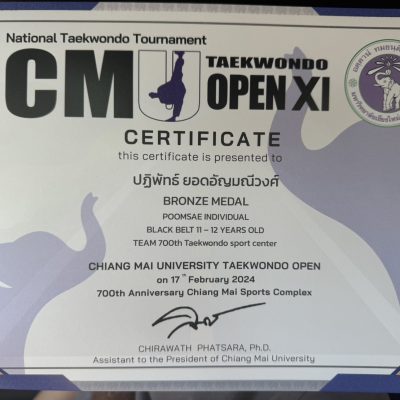 National Taekwondo Tournament
CMU TAEKWONDO
OPEN XI
CERTIFICATE
this certificate is presented to
ปฏิพัทธ์ ยอดอัญมณีวงศ์
BRONZE MEDAL
POOMSAE INDIVIDUAL
BLACK BELT 11 - 12 YEARS OLD
TEAM 700th Taekwondo sport center
CHIANG MAI UNIVERSITY TAEKWONDO OPEN
on 17th February 2024
700th Anniversary Chiang Mai Sports Complex
CHIRAWATH PHATSARA, Ph.D.
Assistant to the President of Chiang Mai University